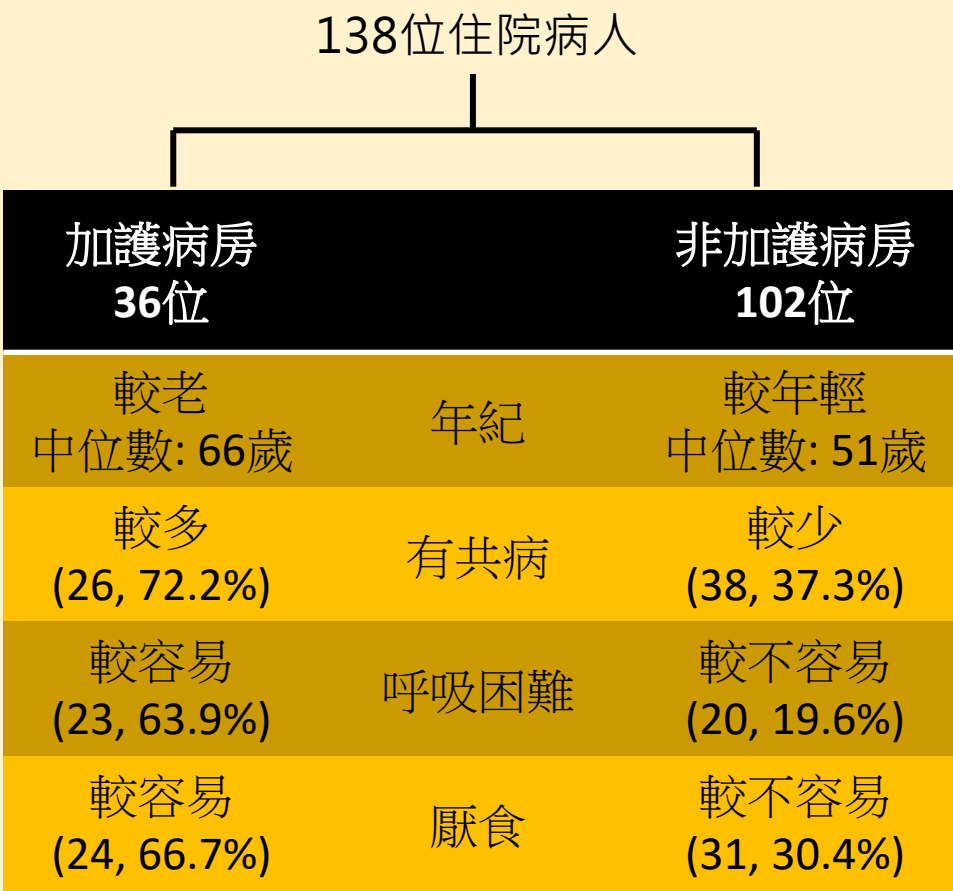 138位住院病人
加護病房
36位
非加護病房
102位
較老
中位數: 66歲
年紀
較年輕
中位數: 51歲
較多
(26, 72.2%)
有共病
較少
(38, 37.3%)
較容易
(23, 63.9%)
呼吸困難
較不容易
(20, 19.6%)
較容易
(24, 66.7%)
厭食
較不容易
(31, 30.4%)